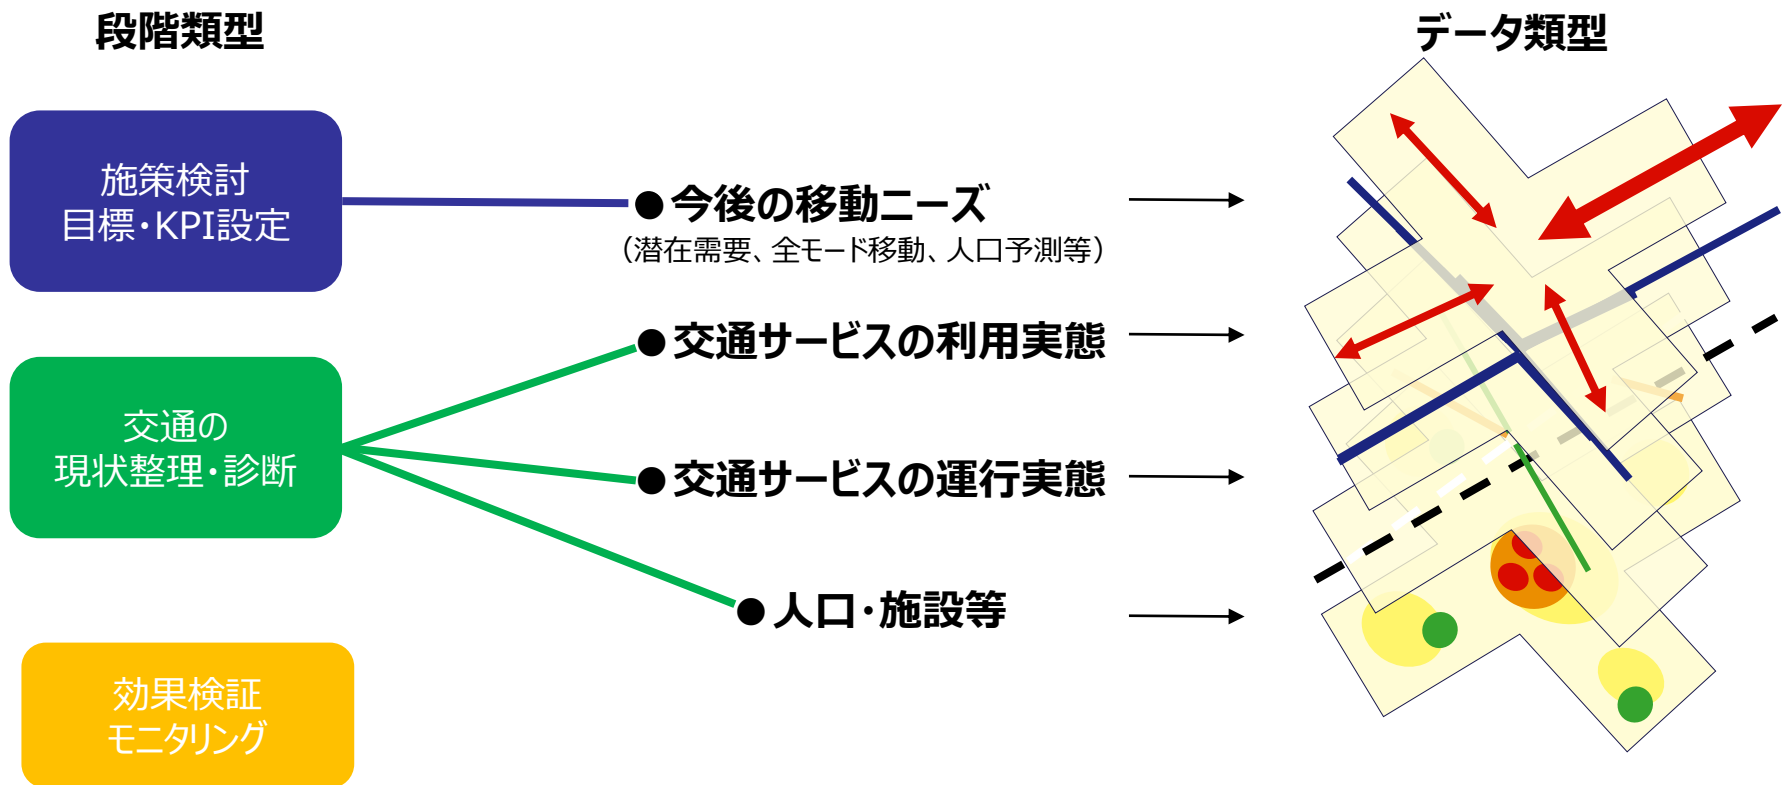 段階類型
データ類型
施策検討
目標・KPI設定
●今後の移動ニーズ
（潜在需要、全モード移動、人口予測等）
●交通サービスの利用実態
交通の
現状整理・診断
●交通サービスの運行実態
●人口・施設等
効果検証
モニタリング